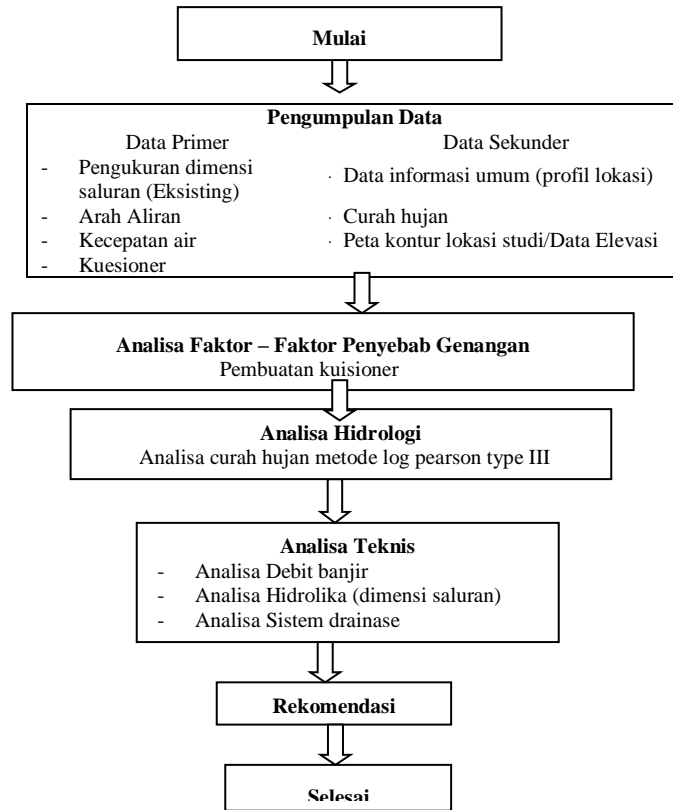 Mulai
Pengumpulan Data
Data Primer
- Pengukuran dimensi
saluran (Eksisting)
- Arah Aliran
- Kecepatan air
- Kuesioner
Data Sekunder
· Data informasi umum (profil lokasi)
· Curah hujan
· Peta kontur lokasi studi/Data Elevasi
Analisa Faktor – Faktor Penyebab Genangan
Pembuatan kuisioner
Analisa Hidrologi
Analisa curah hujan metode log pearson type III
Analisa Teknis
- Analisa Debit banjir
- Analisa Hidrolika (dimensi saluran)
- Analisa Sistem drainase
Rekomendasi
Selesai